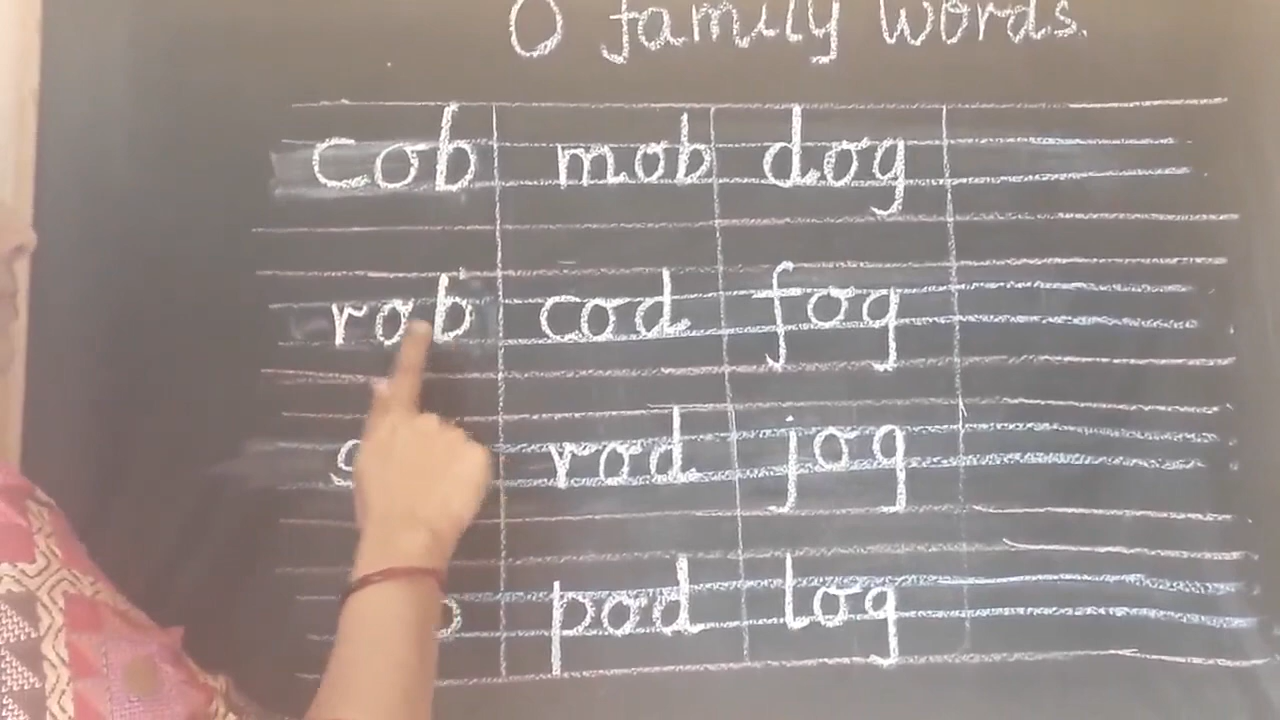 O family words.
cob mob dog
rob cod fog
rod jog
pod log